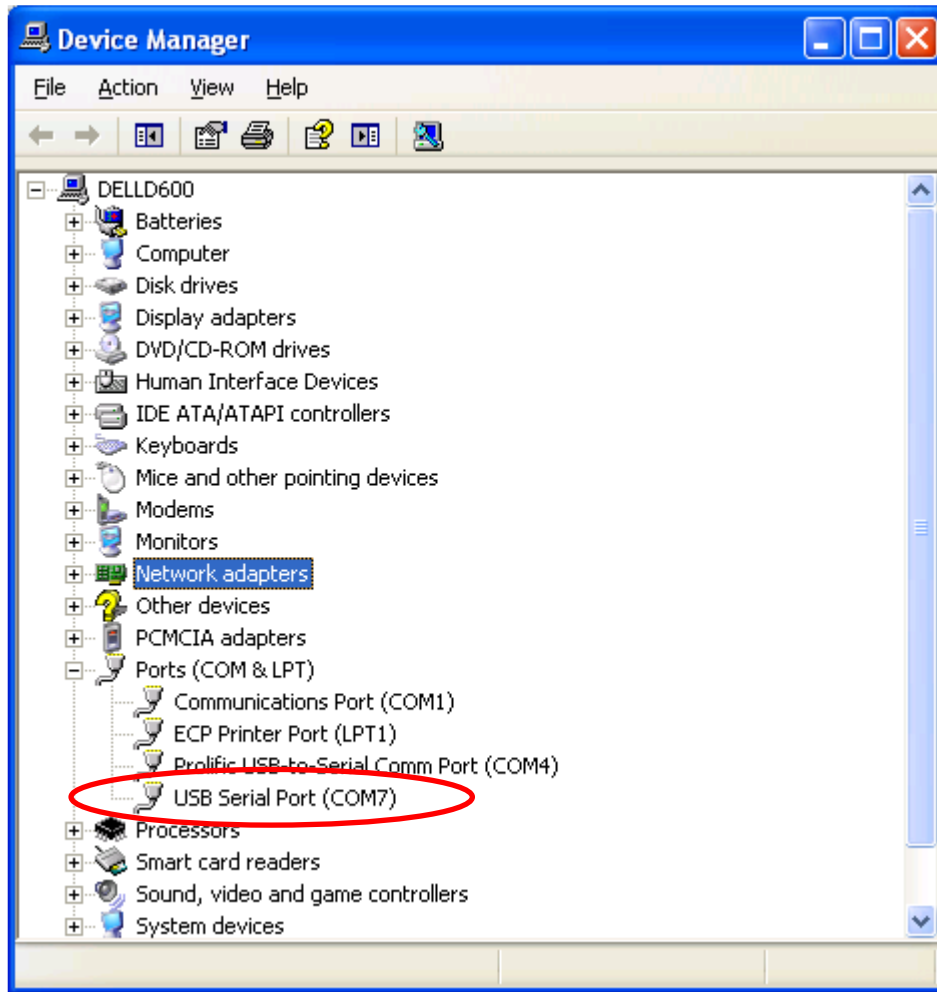 Device Manager
File Action View Help
DELLD600
Batteries
Computer
Disk drives
Display adapters
DVD/CD-ROM drives
Human Interface Devices
IDE ATA/ATAPI controllers
Keyboards
Mice and other pointing devices
Modems
Monitors
Network adapters
Other devices
PCMCIA adapters
Ports (COM & LPT)
Communications Port (COM1)
ECP Printer Port (LPT1)
Prolific USB-to-Serial Comm Port (COM4)
USB Serial Port (COM7)
Processors
Smart card readers
Sound, video and game controllers
System devices